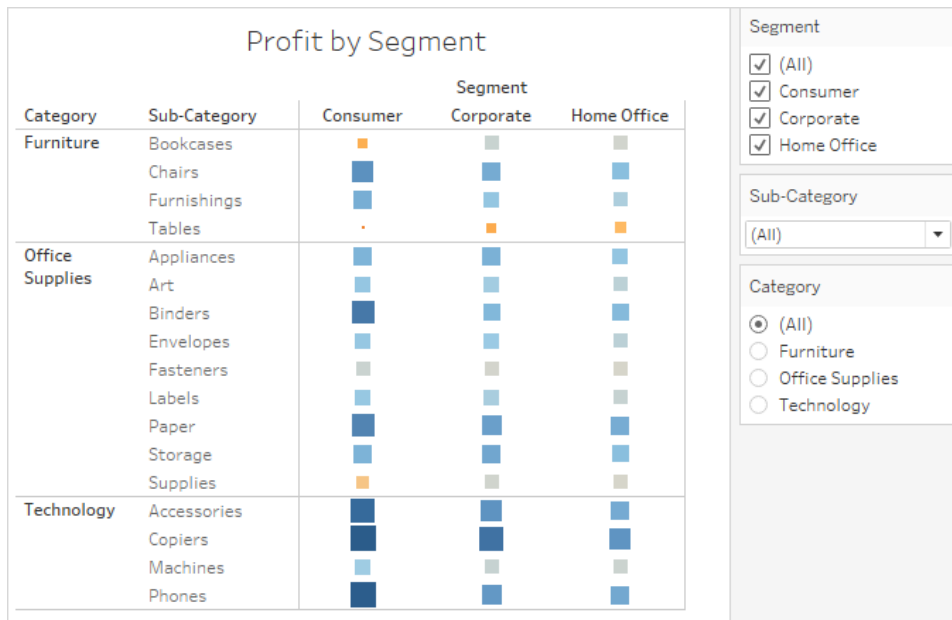 Profit by Segment
Segment
Category Sub-Category Consumer Corporate Home Office
Furniture Bookcases
Chairs
Furnishings
Tables
Office Supplies Appliances
Art
Binders
Envelopes
Fasteners
Labels
Paper
Storage
Supplies
Technology Accessories
Copiers
Machines
Phones
Segment
(All)
Consumer
Corporate
Home Office
Sub-Category
(All)
Category
(All)
Furniture
Office Supplies
Technology